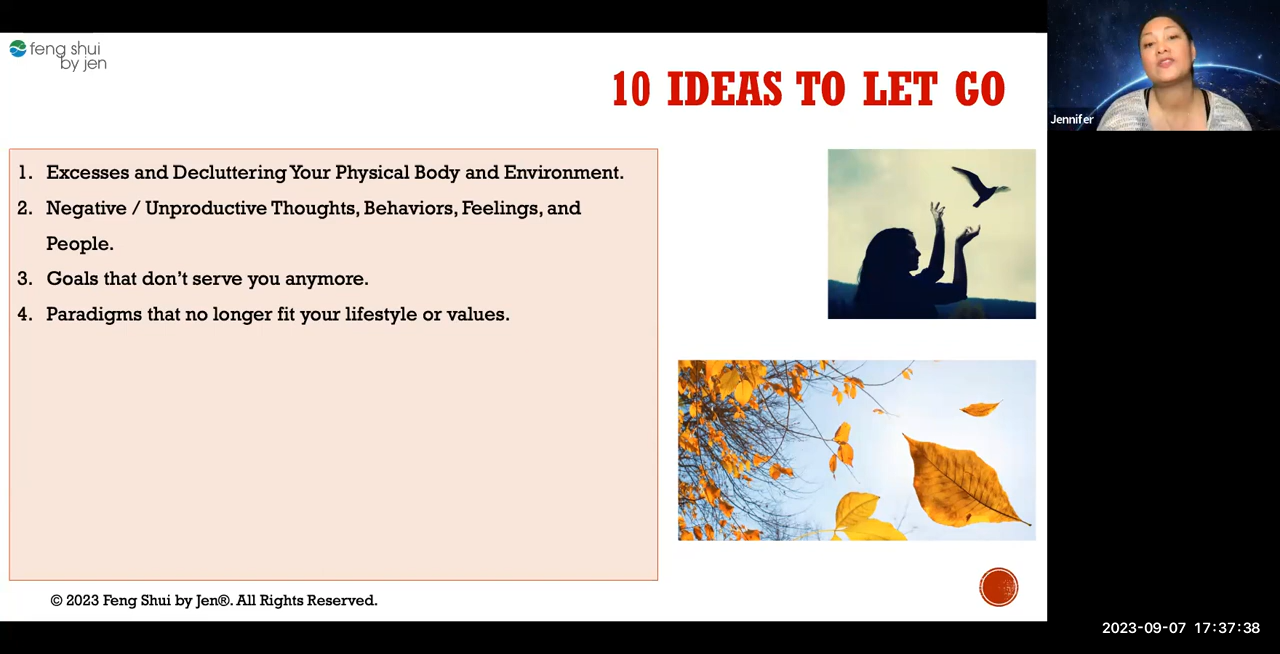 feng shui
by jen
10 IDEAS TO LET GO
Jennifer
1. Excesses and Decluttering Your Physical Body and Environment.
2. Negative / Unproductive Thoughts, Behaviors, Feelings, and
People.
3. Goals that don’t serve you anymore.
4. Paradigms that no longer fit your lifestyle or values.
© 2023 Feng Shui by Jen®. All Rights Reserved.
2023-09-07 17:37:38